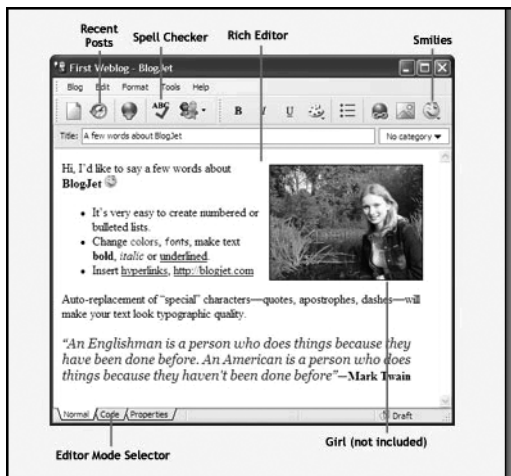 Recent
Posts
Spell Checker
Rich Editor
Smilies
First Weblog - BlogJet
Blog Edit Format Tools Help
ABC
B I U
Title: A few words about BlogJet
No category
Hi, I'd like to say a few words about
BlogJet
• It's very easy to create numbered or
bulleted lists.
• Change colors, fonts, make text
bold, italic or underlined.
• Insert hyperlinks, http://blogjet.com
Auto-replacement of “special” characters—quotes, apostrophes, dashes—will
make your text look typographic quality.
“An Englishman is a person who does things because they
have been done before. An American is a person who does
things because they haven't been done before”—Mark Twain
Normal Code Properties
Draft
Editor Mode Selector
Girl (not included)